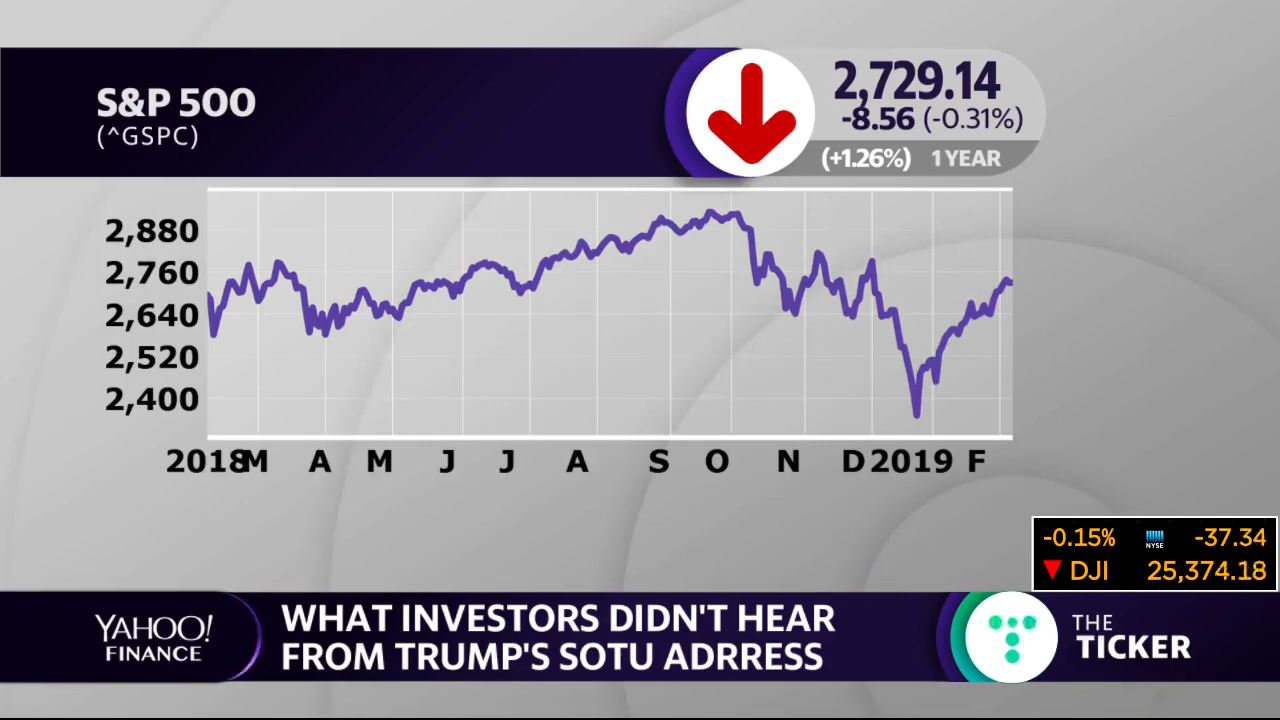 S&P 500
(^GSPC)
2,729.14
-8.56 (-0.31%)
(+1.26%) 1 YEAR
2,880
2,760
2,640
2,520
2,400
2018 M A M J J A S O N D 2019 F
-0.15% NYSE -37.34
DJI 25,374.18
YAHOO!
FINANCE
WHAT INVESTORS DIDN'T HEAR
FROM TRUMP'S SOTU ADRRESS
THE
TICKER